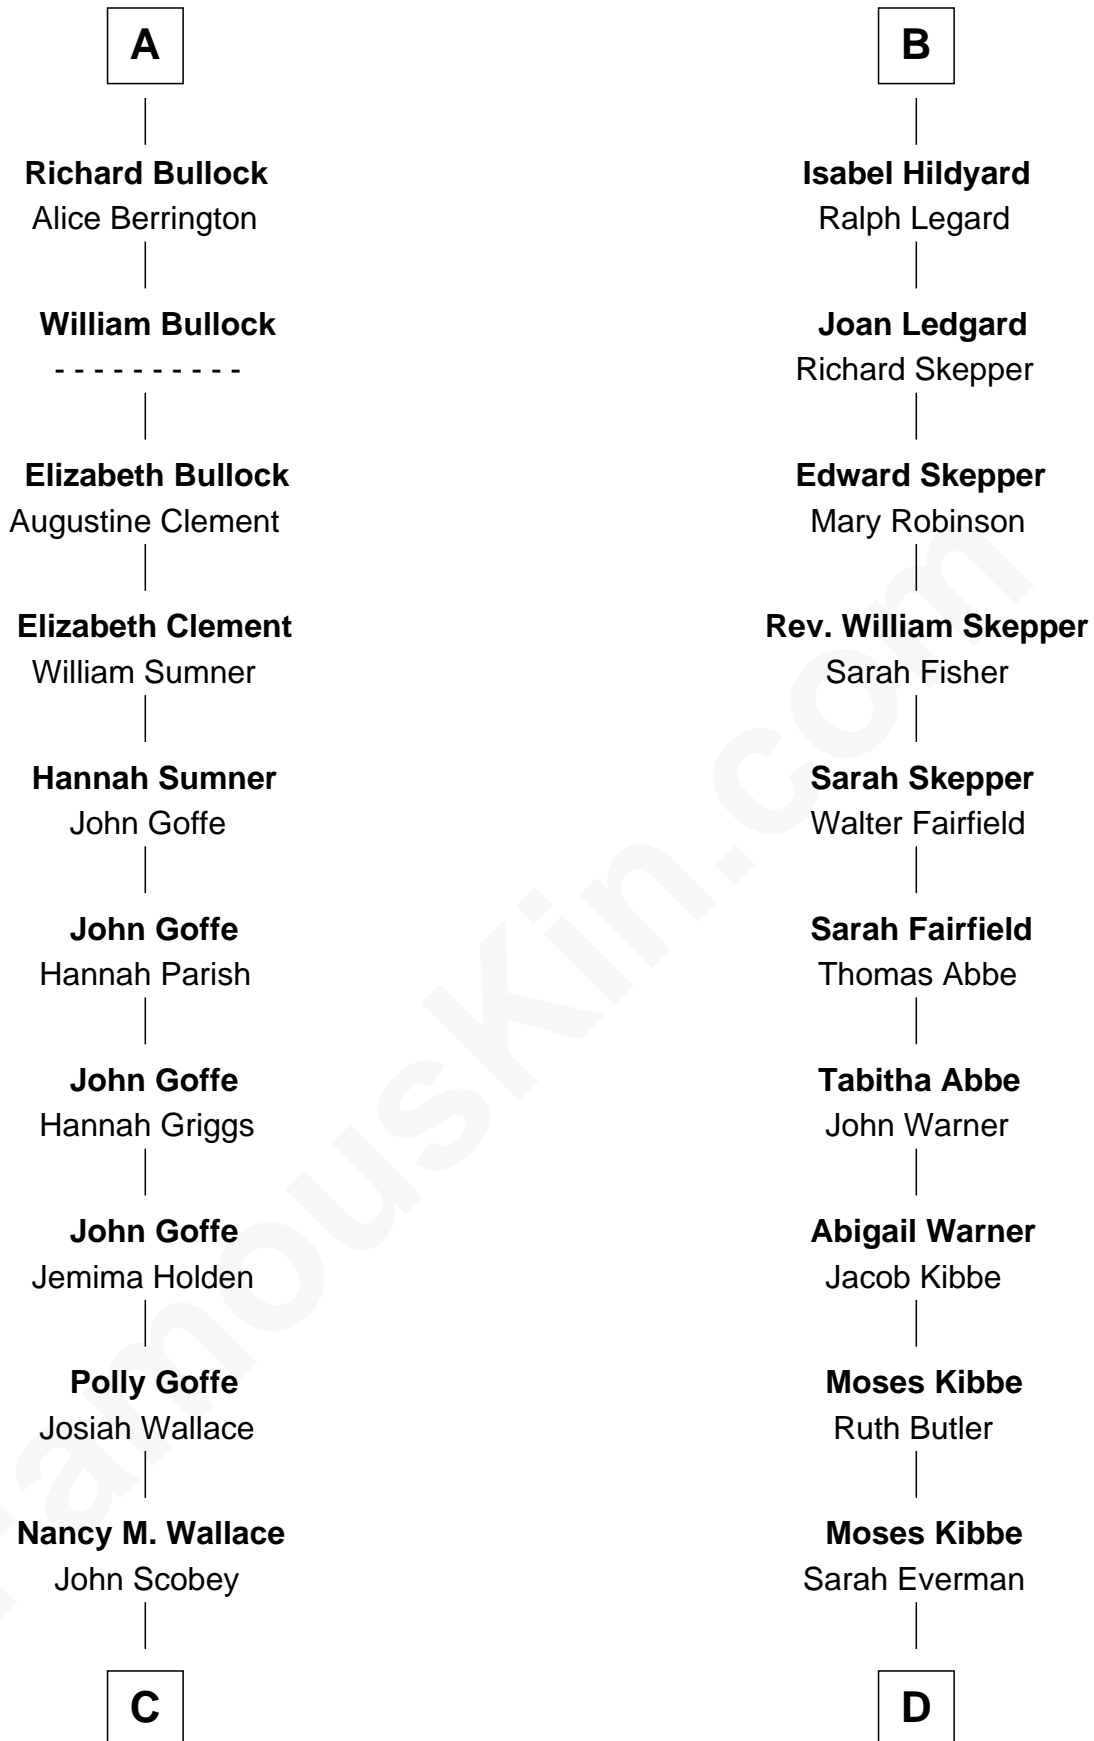 A
Richard Bullock
Alice Berrington
William Bullock
- - - - - - - - - -
Elizabeth Bullock
Augustine Clement
Elizabeth Clement
William Sumner
Hannah Sumner
John Goffe
John Goffe
Hannah Parish
John Goffe
Hannah Griggs
John Goffe
Jemima Holden
Polly Goffe
Josiah Wallace
Nancy M. Wallace
John Scobey
C
B
Isabel Hildyard
Ralph Legard
Joan Ledgard
Richard Skepper
Edward Skepper
Mary Robinson
Rev. William Skepper
Sarah Fisher
Sarah Skepper
Walter Fairfield
Sarah Fairfield
Thomas Abbe
Tabitha Abbe
John Warner
Abigail Warner
Jacob Kibbe
Moses Kibbe
Ruth Butler
Moses Kibbe
Sarah Everman
D
FamousKin.com